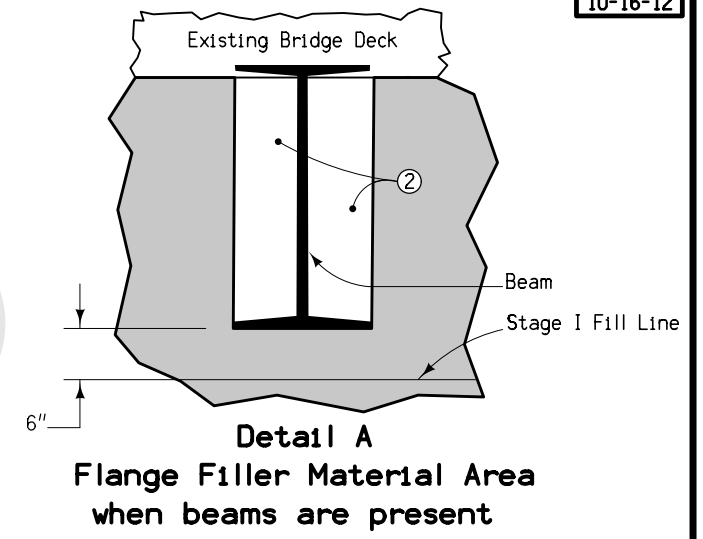 10-16-12
Existing Bridge Deck
2
Beam
Stage I Fill Line
6"
Detail A
Flange Filler Material Area
when beams are present